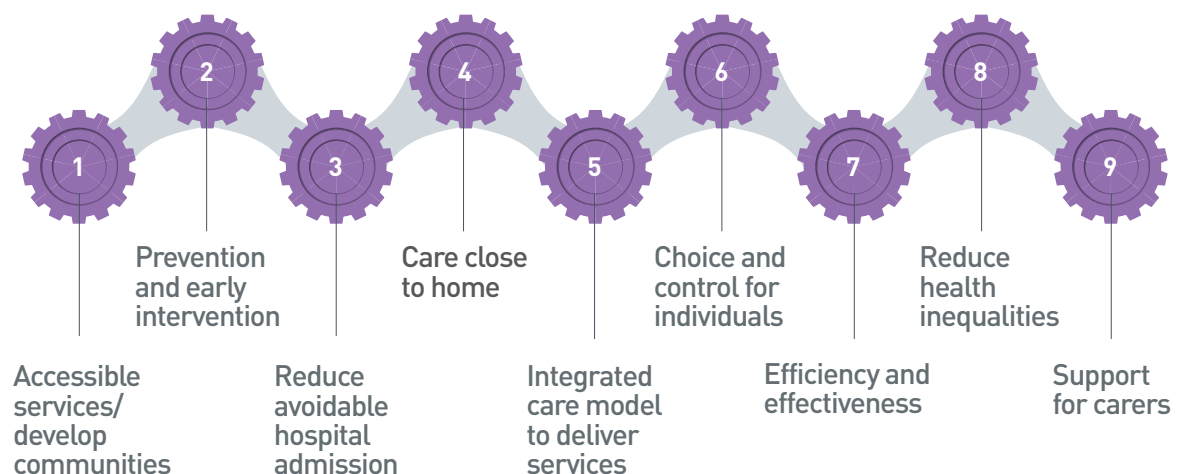 1
Accessible
services/
develop
communities
2
Prevention
and early
intervention
3
Reduce
avoidable
hospital
admission
4
Care close
to home
5
Integrated
care model
to deliver
services
6
Choice and
control for
individuals
7
Efficiency and
effectiveness
8
Reduce
health
inequalities
9
Support
for carers